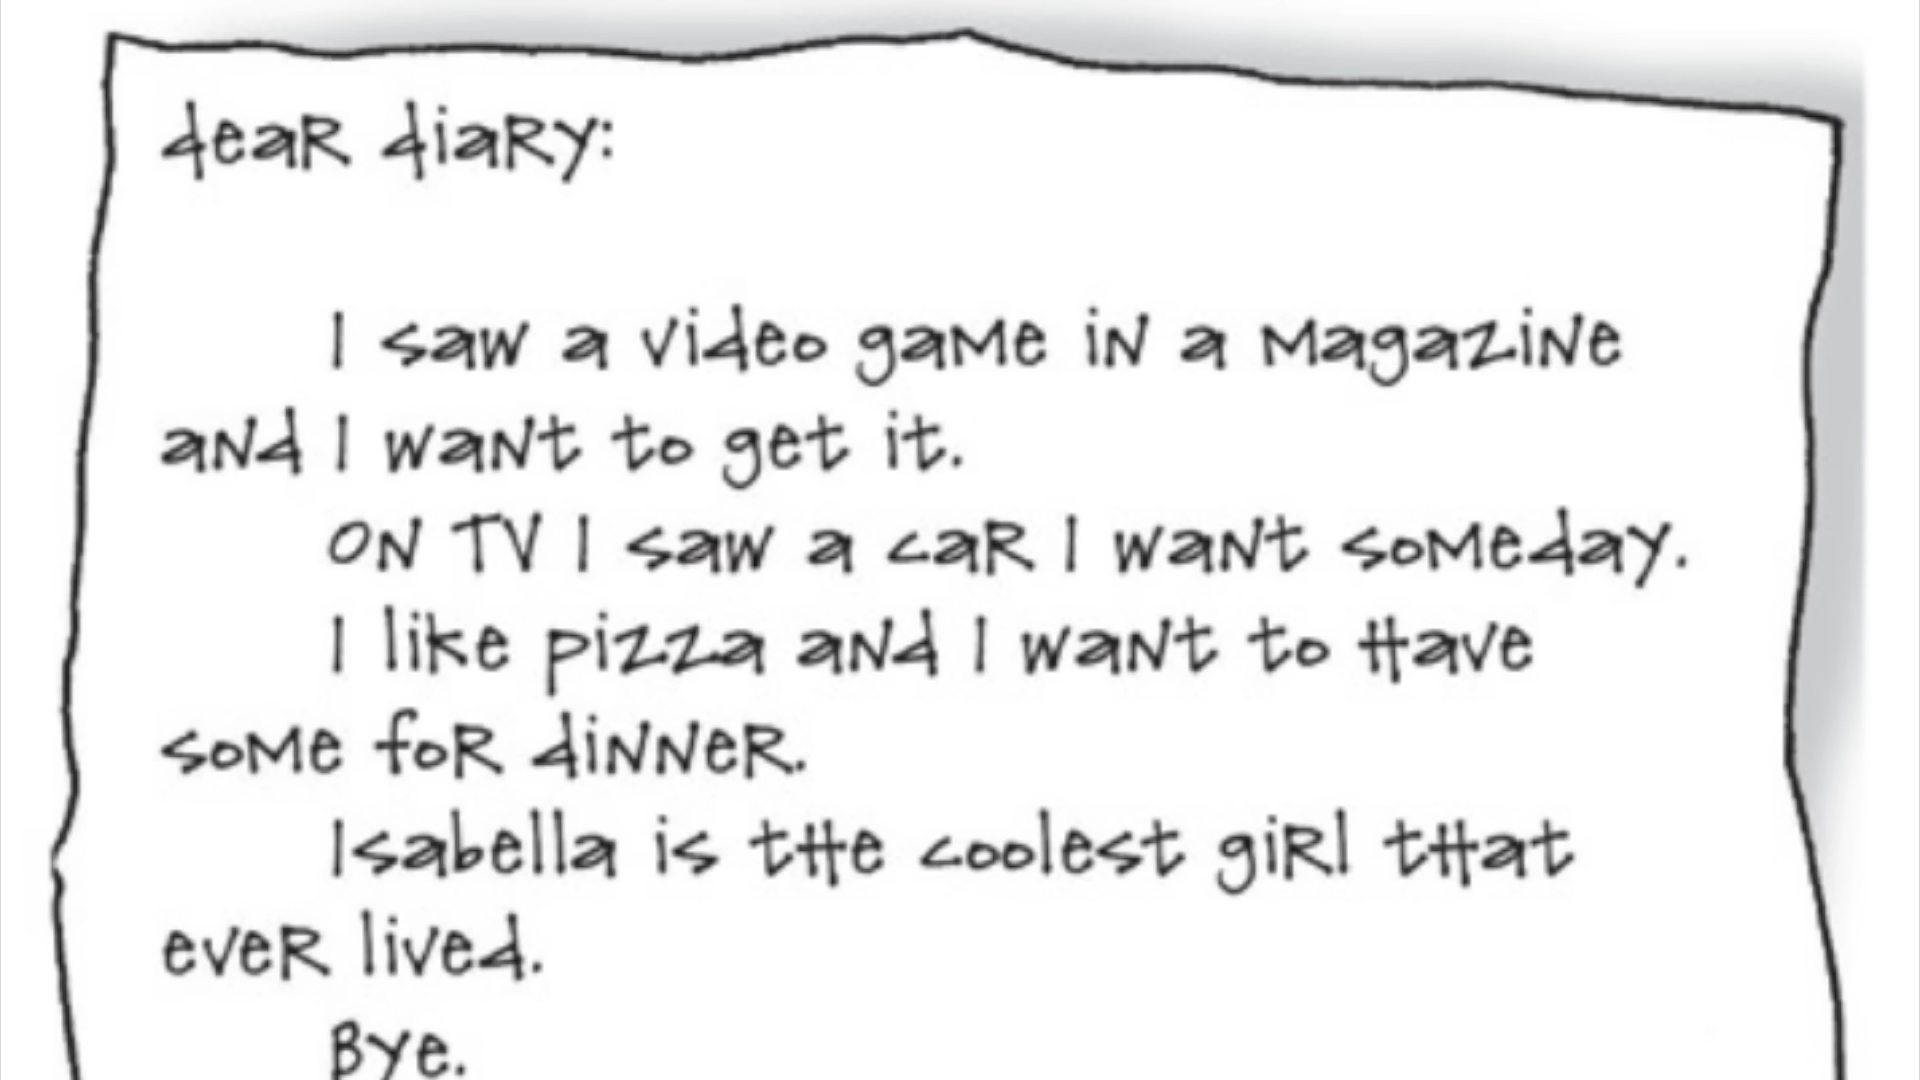 dear diary:
I saw a video game in a magazine
and I want to get it.
On TV I saw a car I want someday.
I like pizza and I want to have
some for dinner.
Isabella is the coolest girl that
ever lived.
Bye.